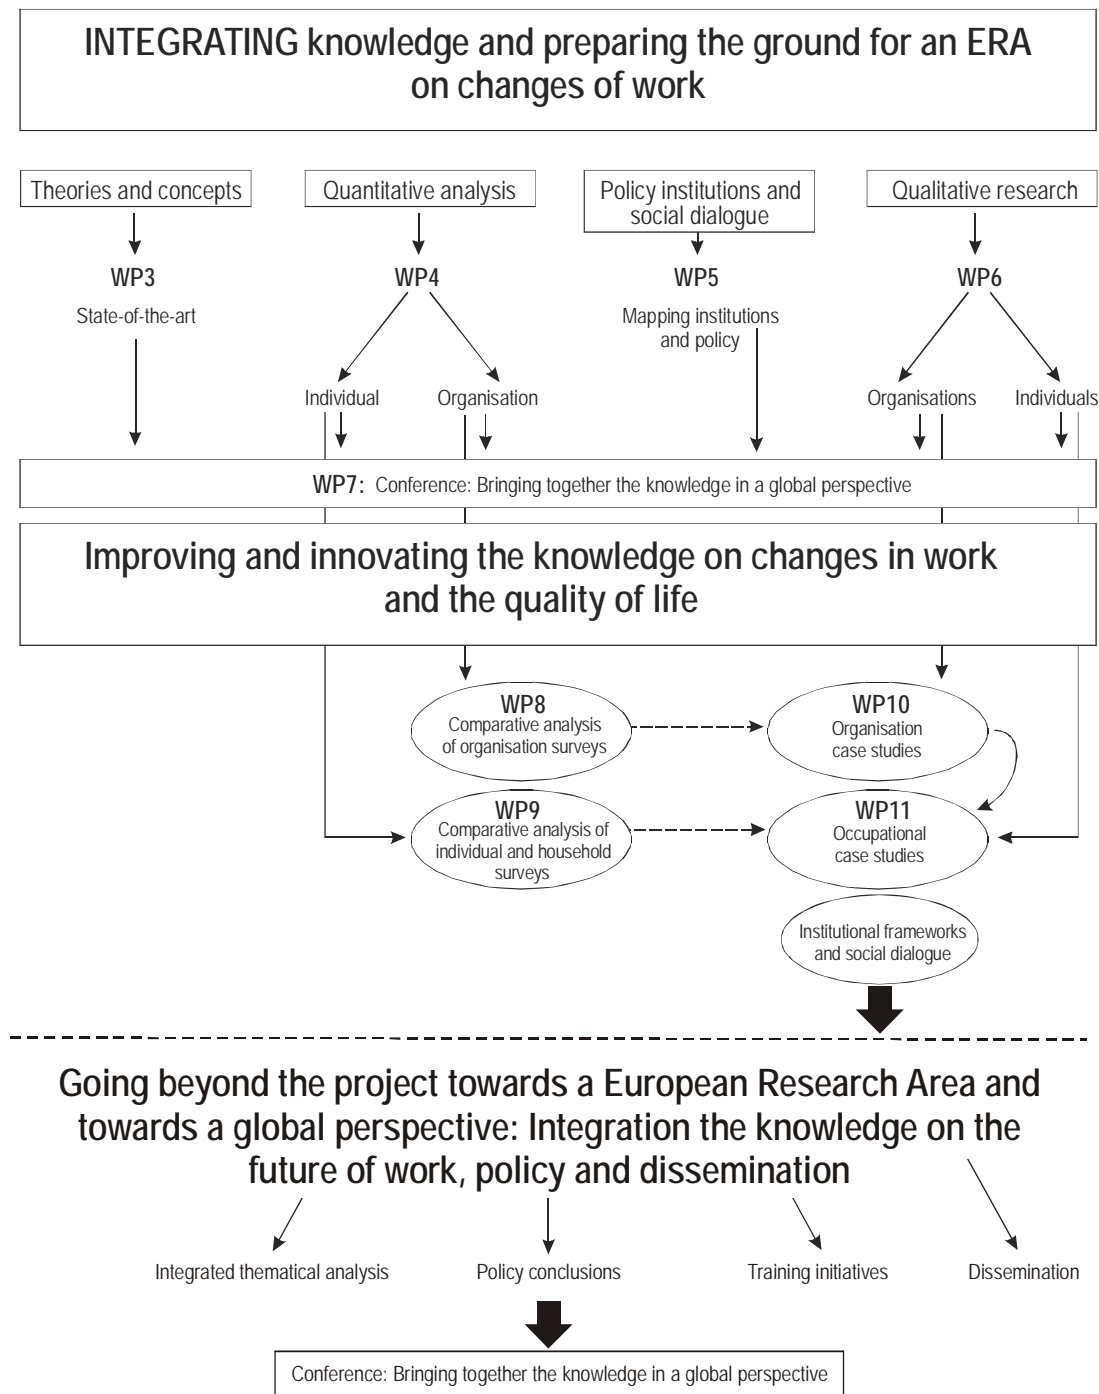 INTEGRATING knowledge and preparing the ground for an ERA
on changes of work
Theories and concepts
Quantitative analysis
Policy institutions and
social dialogue
Qualitative research
WP3
WP4
WP5
WP6
State-of-the-art
Mapping institutions
and policy
Individual
Organisation
Organisations
Individuals
WP7: Conference: Bringing together the knowledge in a global perspective
Improving and innovating the knowledge on changes in work
and the quality of life
WP8
Comparative analysis
of organisation surveys
WP10
Organisation
case studies
WP9
Comparative analysis of
individual and household
surveys
WP11
Occupational
case studies
Institutional frameworks
and social dialogue
Going beyond the project towards a European Research Area and
towards a global perspective: Integration the knowledge on the
future of work, policy and dissemination
Integrated thematical analysis
Policy conclusions
Training initiatives
Dissemination
Conference: Bringing together the knowledge in a global perspective